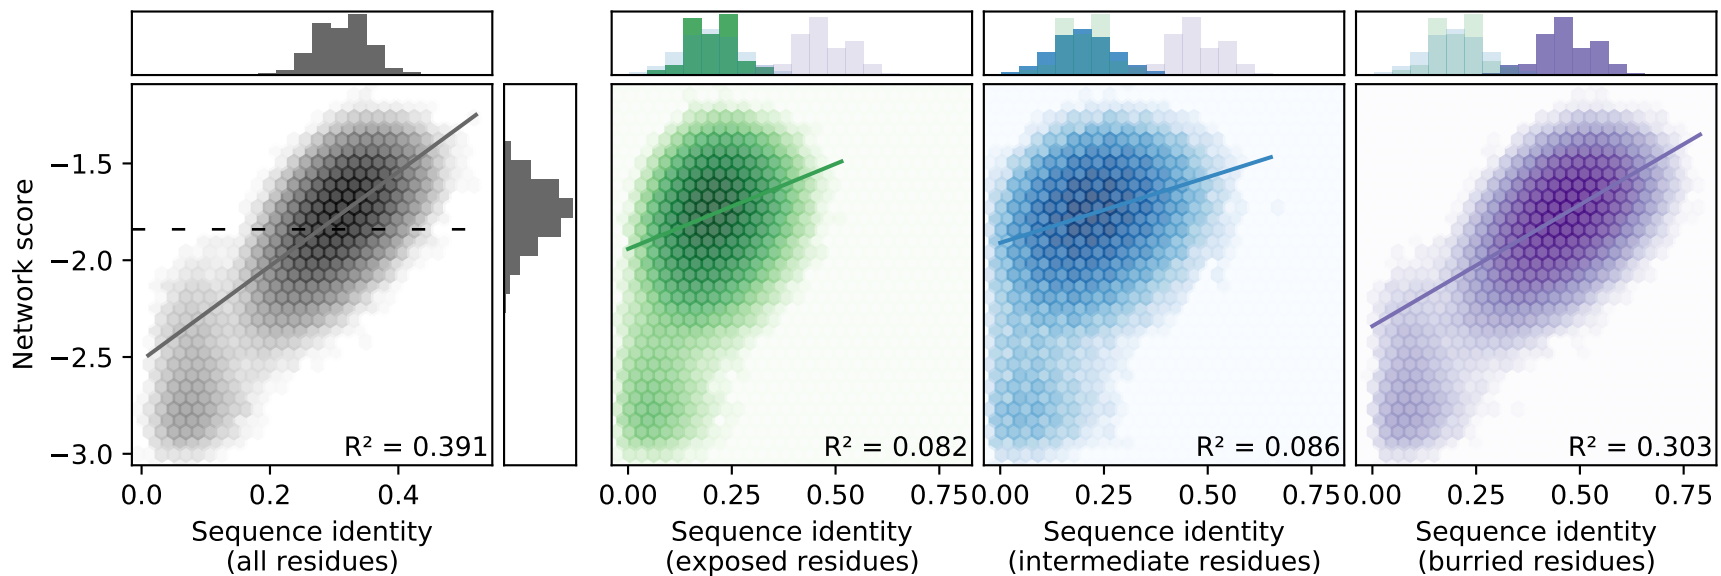 Network score
−1.5
−2.0
−2.5
−3.0
R² = 0.391
R² = 0.082
R² = 0.086
R² = 0.303
0.0 0.2 0.4
0.00 0.25 0.50 0.75
0.00 0.25 0.50 0.75
0.00 0.25 0.50 0.75
Sequence identity
(all residues)
Sequence identity
(exposed residues)
Sequence identity
(intermediate residues)
Sequence identity
(burried residues)